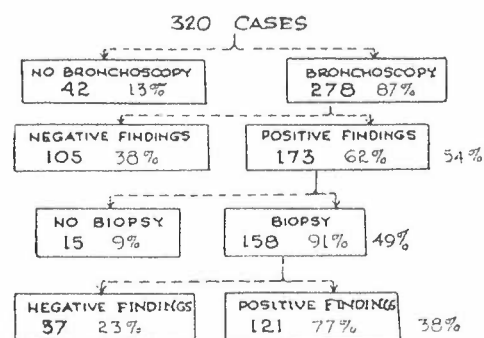 320 CASES
NO BRONCHOSCOPY
42 13%
BRONCHOSCOPY
278 87%
NEGATIVE FINDINGS
105 38%
POSITIVE FINDINGS
173 62% 54%
NO BIOPSY
15 9%
BIOPSY
158 91% 49%
NEGATIVE FINDINGS
37 23%
POSITIVE FINDINGS
121 77% 38%